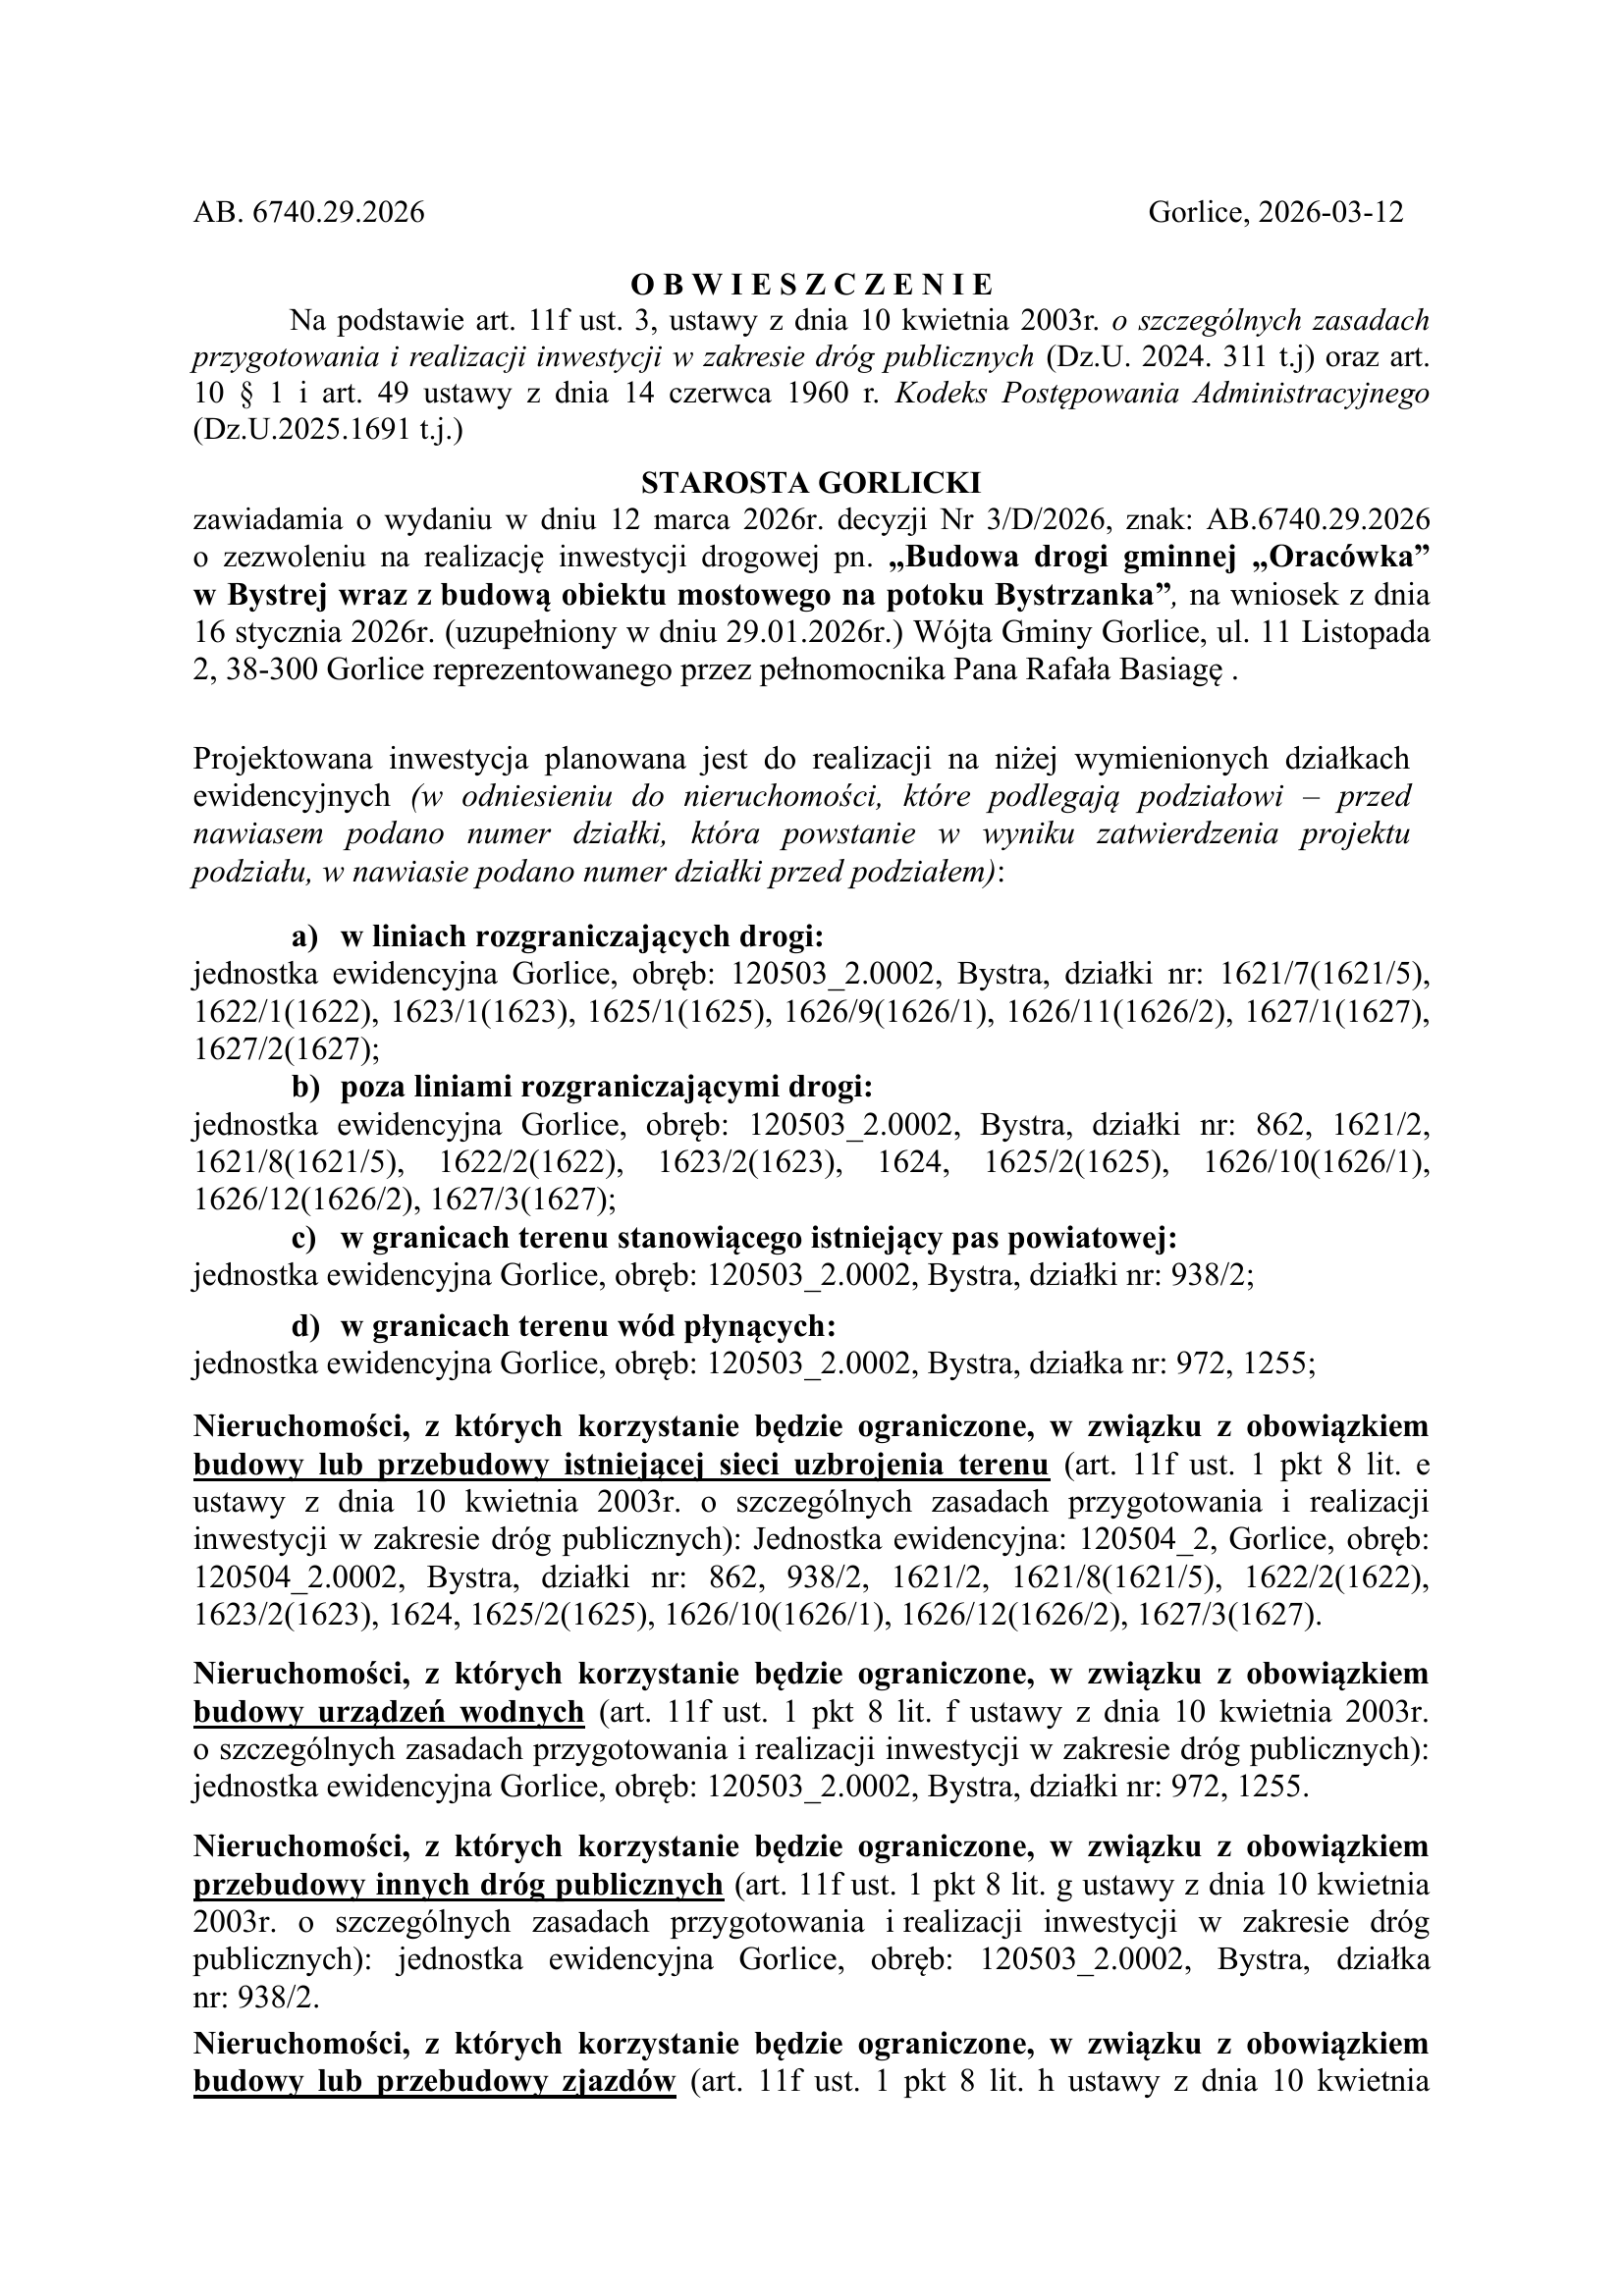 AB. 6740.29.2026 Gorlice, 2026-03-12
O B W I E S Z C Z E N I E
Na podstawie art. 11f ust. 3, ustawy z dnia 10 kwietnia 2003r. o szczególnych zasadach
przygotowania i realizacji inwestycji w zakresie dróg publicznych (Dz.U. 2024. 311 t.j) oraz art.
10 § 1 i art. 49 ustawy z dnia 14 czerwca 1960 r. Kodeks Postępowania Administracyjnego
(Dz.U.2025.1691 t.j.)
STAROSTA GORLICKI
zawiadamia o wydaniu w dniu 12 marca 2026r. decyzji Nr 3/D/2026, znak: AB.6740.29.2026
o zezwoleniu na realizację inwestycji drogowej pn. „Budowa drogi gminnej „Oracówka”
w Bystrej wraz z budową obiektu mostowego na potoku Bystrzanka”, na wniosek z dnia
16 stycznia 2026r. (uzupełniony w dniu 29.01.2026r.) Wójta Gminy Gorlice, ul. 11 Listopada
2, 38-300 Gorlice reprezentowanego przez pełnomocnika Pana Rafała Basiagę .
Projektowana inwestycja planowana jest do realizacji na niżej wymienionych działkach
ewidencyjnych (w odniesieniu do nieruchomości, które podlegają podziałowi – przed
nawiasem podano numer działki, która powstanie w wyniku zatwierdzenia projektu
podziału, w nawiasie podano numer działki przed podziałem):
a) w liniach rozgraniczających drogi:
jednostka ewidencyjna Gorlice, obręb: 120503_2.0002, Bystra, działki nr: 1621/7(1621/5),
1622/1(1622), 1623/1(1623), 1625/1(1625), 1626/9(1626/1), 1626/11(1626/2), 1627/1(1627),
1627/2(1627);
b) poza liniami rozgraniczającymi drogi:
jednostka ewidencyjna Gorlice, obręb: 120503_2.0002, Bystra, działki nr: 862, 1621/2,
1621/8(1621/5), 1622/2(1622), 1623/2(1623), 1624, 1625/2(1625), 1626/10(1626/1),
1626/12(1626/2), 1627/3(1627);
c) w granicach terenu stanowiącego istniejący pas powiatowej:
jednostka ewidencyjna Gorlice, obręb: 120503_2.0002, Bystra, działki nr: 938/2;
d) w granicach terenu wód płynących:
jednostka ewidencyjna Gorlice, obręb: 120503_2.0002, Bystra, działka nr: 972, 1255;
Nieruchomości, z których korzystanie będzie ograniczone, w związku z obowiązkiem
budowy lub przebudowy istniejącej sieci uzbrojenia terenu (art. 11f ust. 1 pkt 8 lit. e
ustawy z dnia 10 kwietnia 2003r. o szczególnych zasadach przygotowania i realizacji
inwestycji w zakresie dróg publicznych): Jednostka ewidencyjna: 120504_2, Gorlice, obręb:
120504_2.0002, Bystra, działki nr: 862, 938/2, 1621/2, 1621/8(1621/5), 1622/2(1622),
1623/2(1623), 1624, 1625/2(1625), 1626/10(1626/1), 1626/12(1626/2), 1627/3(1627).
Nieruchomości, z których korzystanie będzie ograniczone, w związku z obowiązkiem
budowy urządzeń wodnych (art. 11f ust. 1 pkt 8 lit. f ustawy z dnia 10 kwietnia 2003r.
o szczególnych zasadach przygotowania i realizacji inwestycji w zakresie dróg publicznych):
jednostka ewidencyjna Gorlice, obręb: 120503_2.0002, Bystra, działki nr: 972, 1255.
Nieruchomości, z których korzystanie będzie ograniczone, w związku z obowiązkiem
przebudowy innych dróg publicznych (art. 11f ust. 1 pkt 8 lit. g ustawy z dnia 10 kwietnia
2003r. o szczególnych zasadach przygotowania i realizacji inwestycji w zakresie dróg
publicznych): jednostka ewidencyjna Gorlice, obręb: 120503_2.0002, Bystra, działka
nr: 938/2.
Nieruchomości, z których korzystanie będzie ograniczone, w związku z obowiązkiem
budowy lub przebudowy zjazdów (art. 11f ust. 1 pkt 8 lit. h ustawy z dnia 10 kwietnia